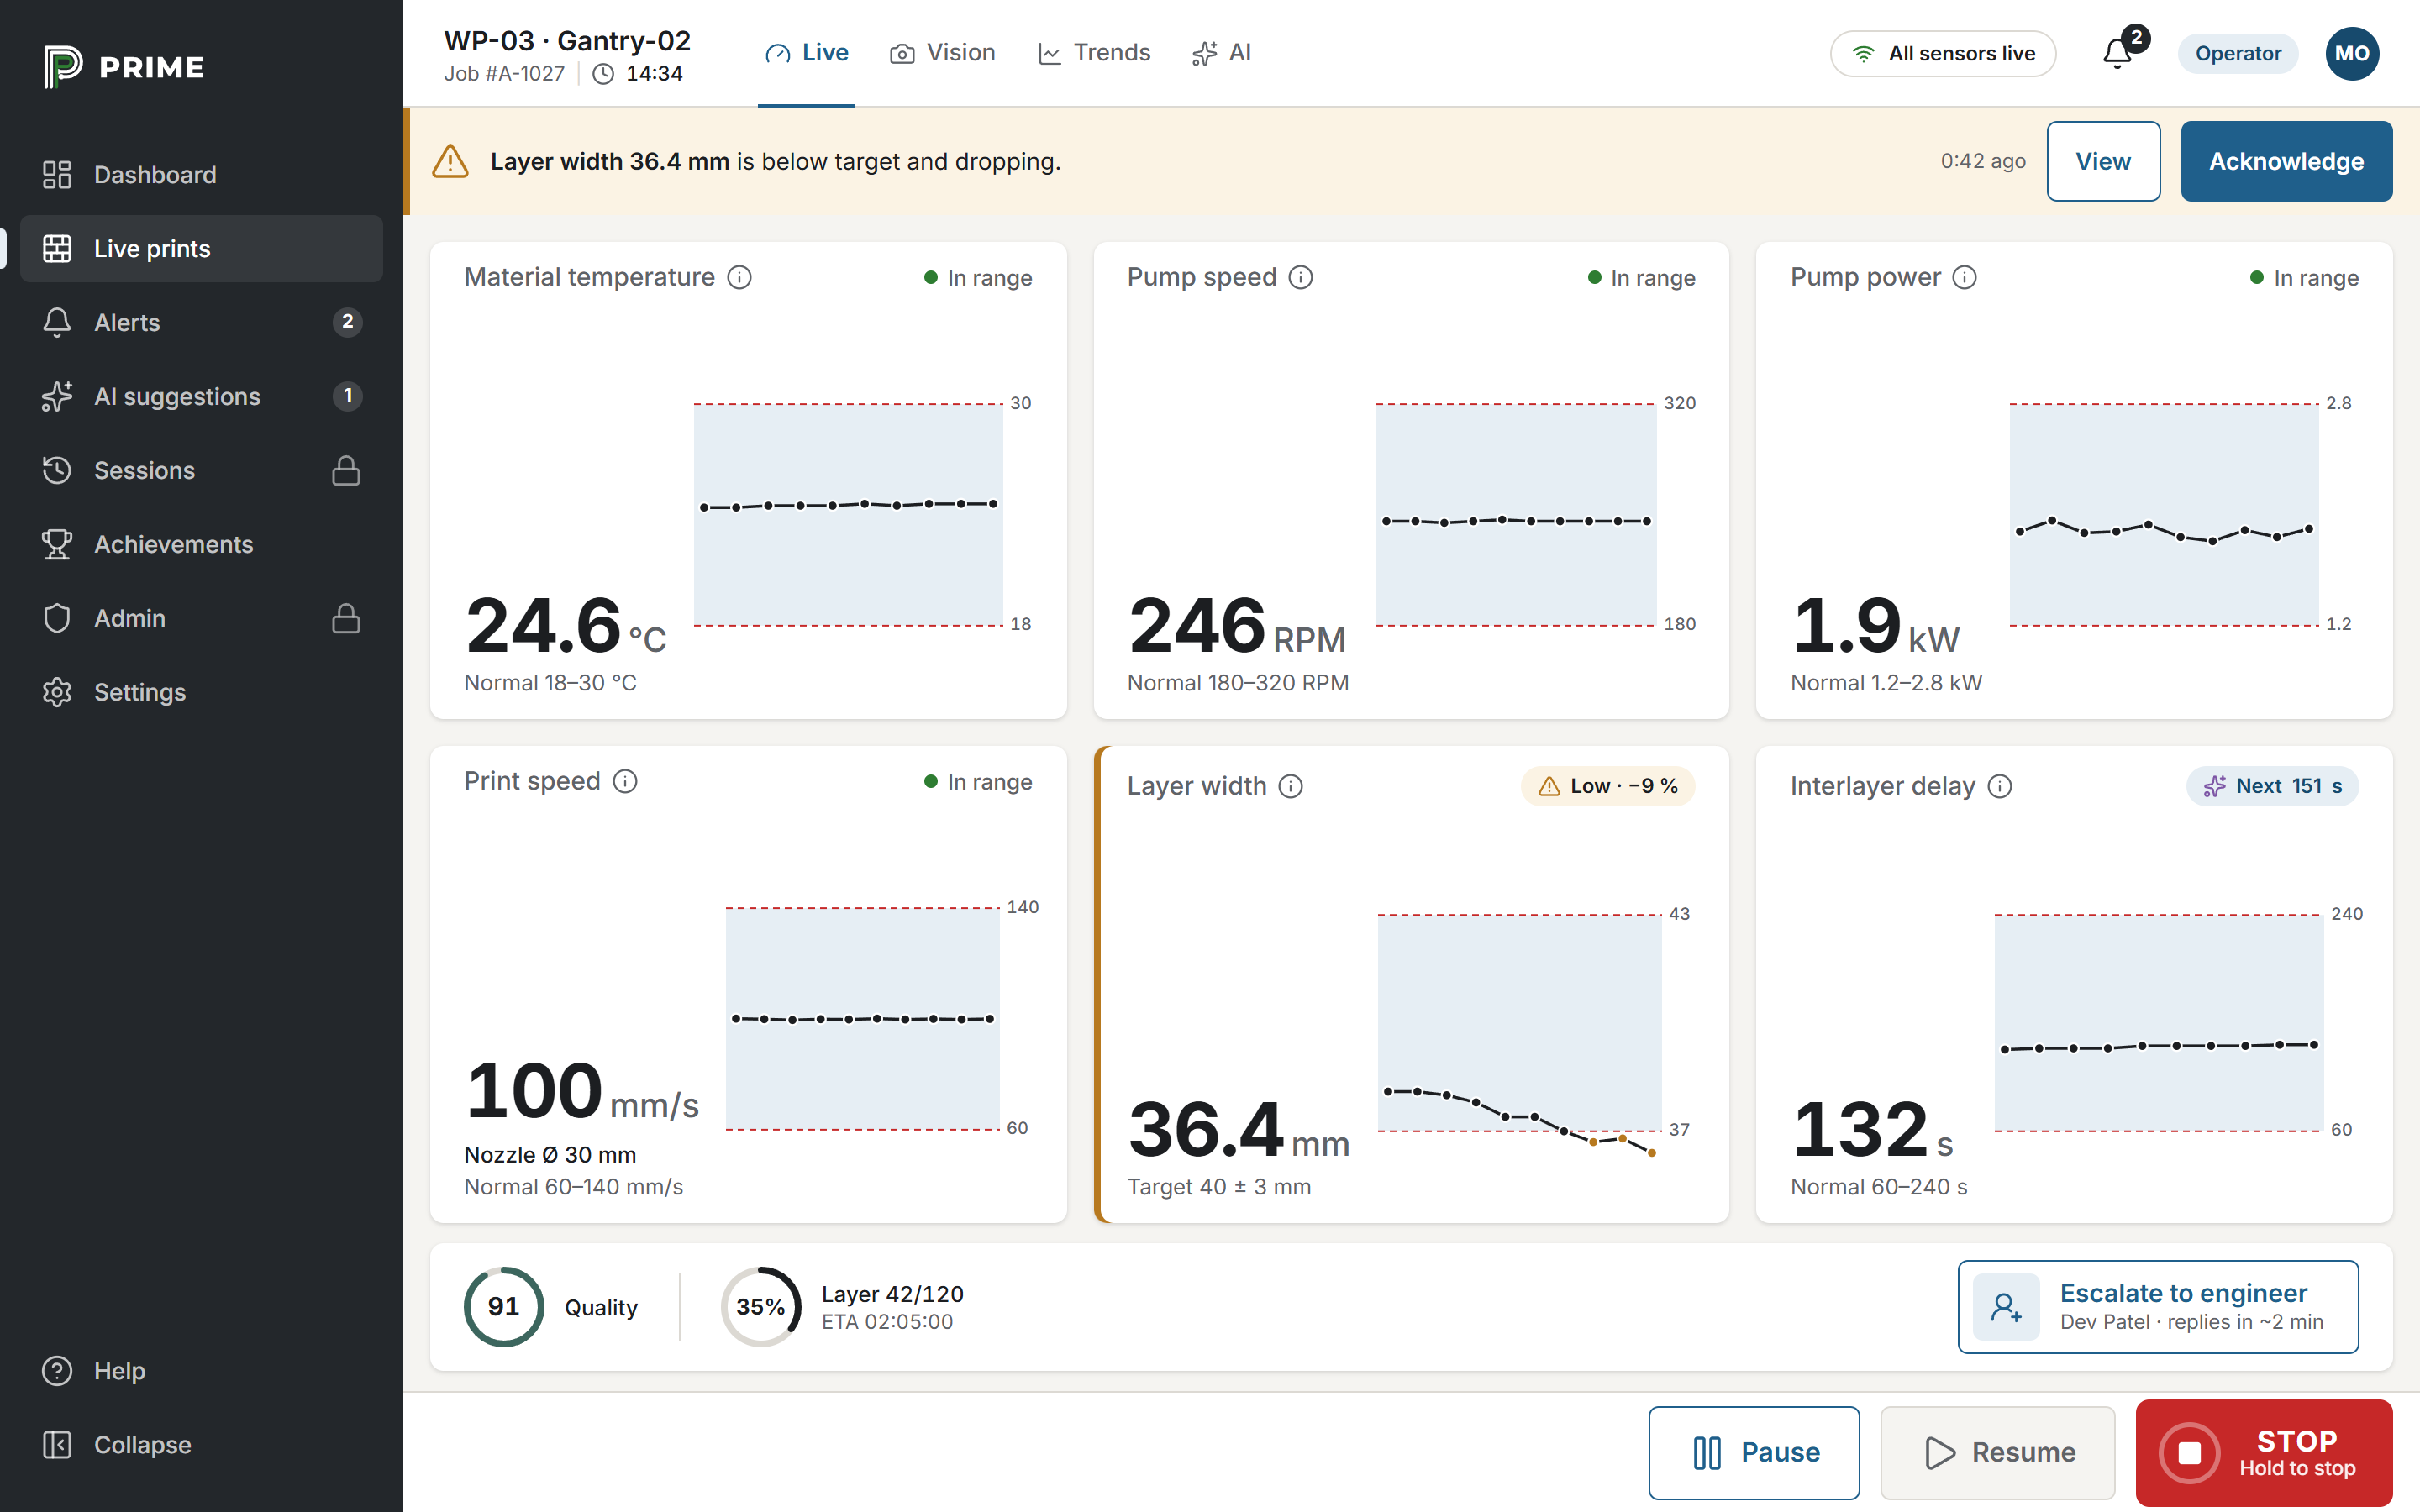 PRIME
Dashboard
Live prints
Alerts 2
AI suggestions 1
Sessions
Achievements
Admin
Settings
Help
Collapse
WP-03 · Gantry-02
Job #A-1027 14:34
Live Vision Trends AI
All sensors live
2
Operator
MO
Layer width 36.4 mm is below target and dropping.
0:42 ago
View
Acknowledge
Material temperature
In range
30
18
24.6 °C
Normal 18–30 °C
Pump speed
In range
320
180
246 RPM
Normal 180–320 RPM
Pump power
In range
2.8
1.2
1.9 kW
Normal 1.2–2.8 kW
Print speed
In range
140
60
100 mm/s
Nozzle Ø 30 mm
Normal 60–140 mm/s
Layer width
Low · −9 %
43
37
36.4 mm
Target 40 ± 3 mm
Interlayer delay
Next 151 s
240
60
132 s
Normal 60–240 s
91
Quality
35%
Layer 42/120
ETA 02:05:00
Escalate to engineer
Dev Patel · replies in ~2 min
Pause
Resume
STOP
Hold to stop